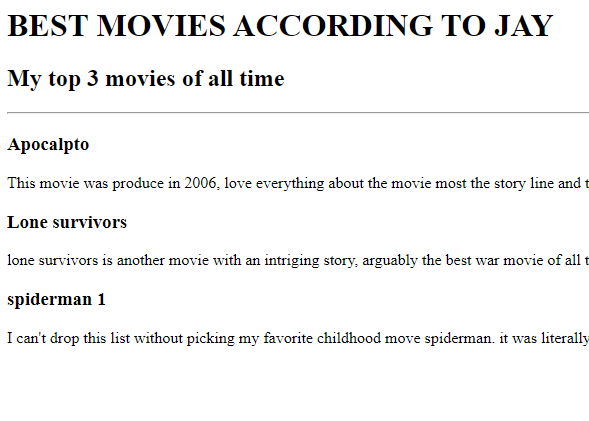 BEST MOVIES ACCORDING TO JAY
My top 3 movies of all time
Apocalpto
This movie was produce in 2006, love everything about the movie most the story line and t
Lone survivors
lone survivors is another movie with an intriging story, arguably the best war movie of all t
spiderman 1
I can't drop this list without picking my favorite childhood move spiderman. it was literally